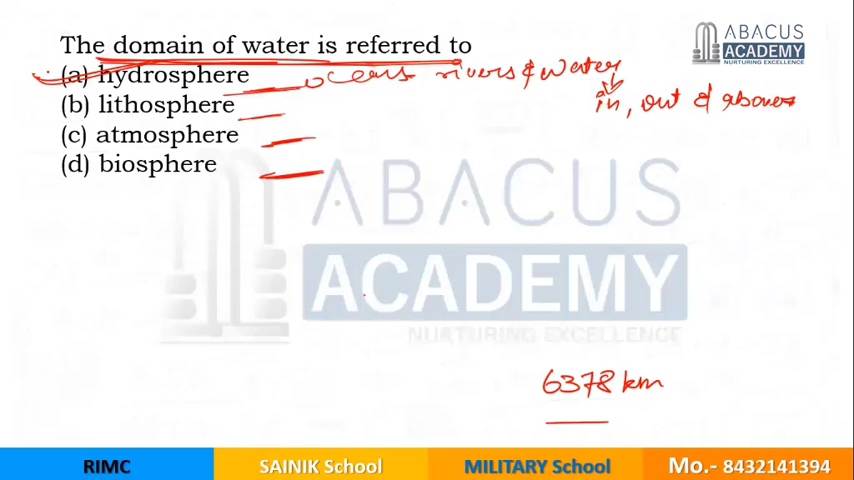 The domain of water is referred to
(a) hydrosphere
oceans rivers & water
in, out & above
(b) lithosphere
(c) atmosphere
(d) biosphere
ABACUS
ACADEMY
NURTURING EXCELLENCE
ABACUS
ACADEMY
NURTURING EXCELLENCE
6378 km
RIMC
SAINIK School
MILITARY School
Mo.- 8432141394